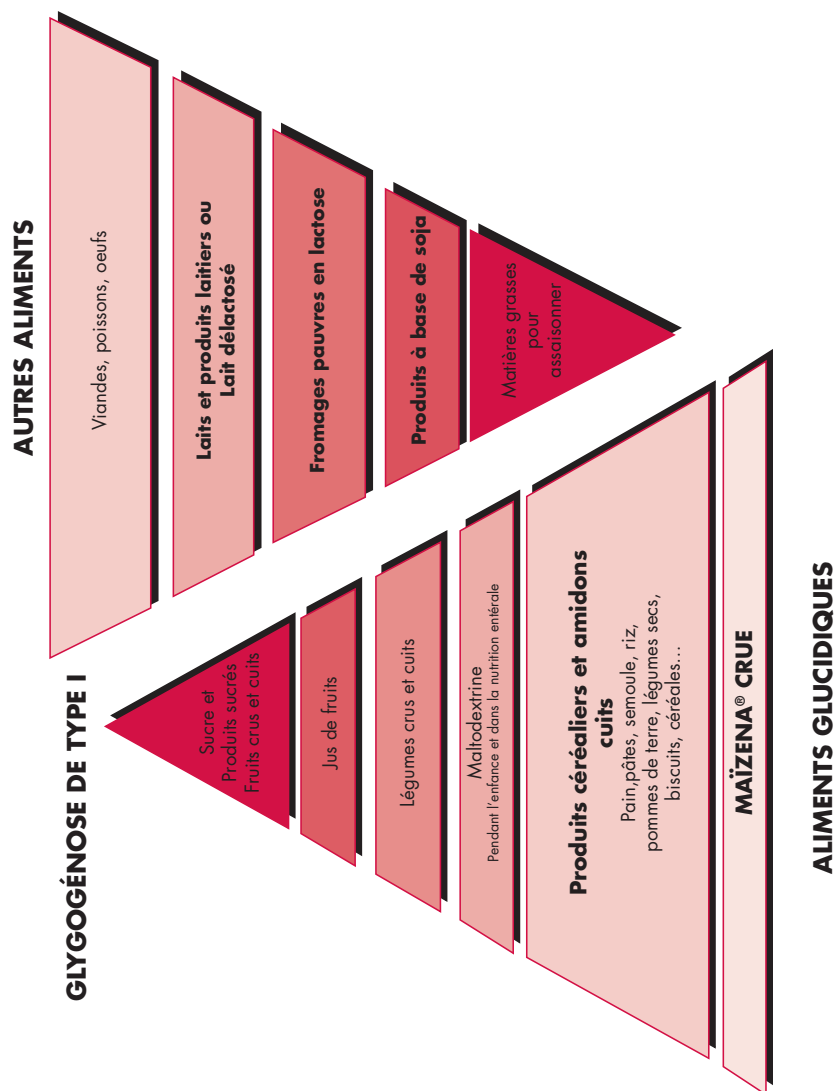 GLYGOGÉNOSE DE TYPE I
Sucre et
Produits sucrés
Fruits crus et cuits
Jus de fruits
Légumes crus et cuits
Maltodextrine
Pendant l'enfance et dans la nutrition entérale
Produits céréaliers et amidons
cuits
Pain,pâtes, semoule, riz,
pommes de terre, légumes secs,
biscuits, céréales...
MAÏZENA® CRUE
ALIMENTS GLUCIDIQUES
AUTRES ALIMENTS
Viandes, poissons, oeufs
Laits et produits laitiers ou
Lait délactosé
Fromages pauvres en lactose
Produits à base de soja
Matières grasses
pour
assaisonner